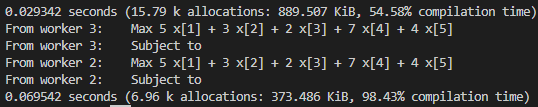 0.029342 seconds (15.79 k allocations: 889.507 KiB, 54.58% compilation time)
From worker 3:    Max 5 x[1] + 3 x[2] + 2 x[3] + 7 x[4] + 4 x[5]
From worker 3:    Subject to
From worker 2:    Max 5 x[1] + 3 x[2] + 2 x[3] + 7 x[4] + 4 x[5]
From worker 2:    Subject to
0.069542 seconds (6.96 k allocations: 373.486 KiB, 98.43% compilation time)